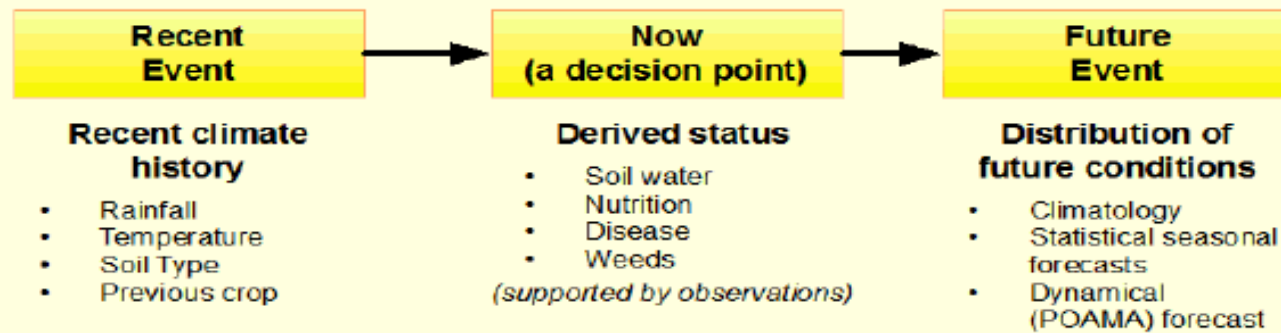 Recent
Event
Now
(a decision point)
Future
Event
Recent climate
history
• Rainfall
• Temperature
• Soil Type
• Previous crop
Derived status
• Soil water
• Nutrition
• Disease
• Weeds
(supported by observations)
Distribution of
future conditions
• Climatology
• Statistical seasonal
forecasts
• Dynamical
(POAMA) forecast